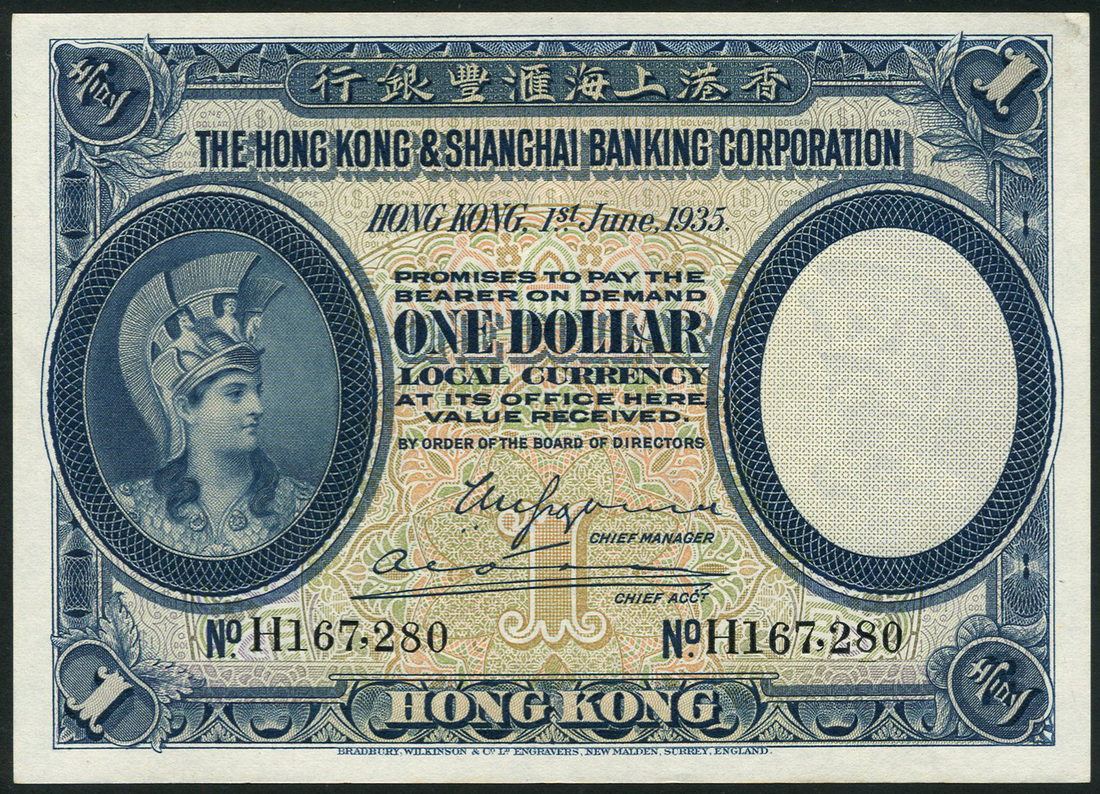 香港上海滙豐銀行
1
THE HONG KONG & SHANGHAI BANKING CORPORATION
HONG KONG, 1st June, 1935.
PROMISES TO PAY THE
BEARER ON DEMAND
ONE DOLLAR
LOCAL CURRENCY
AT ITS OFFICE HERE,
VALUE RECEIVED.
BY ORDER OF THE BOARD OF DIRECTORS
CHIEF MANAGER
CHIEF ACCT
1
No. H167,280 No. H167,280
1
HONG KONG
BRADBURY, WILKINSON & Co. Ld. ENGRAVERS, NEW MALDEN, SURREY, ENGLAND.